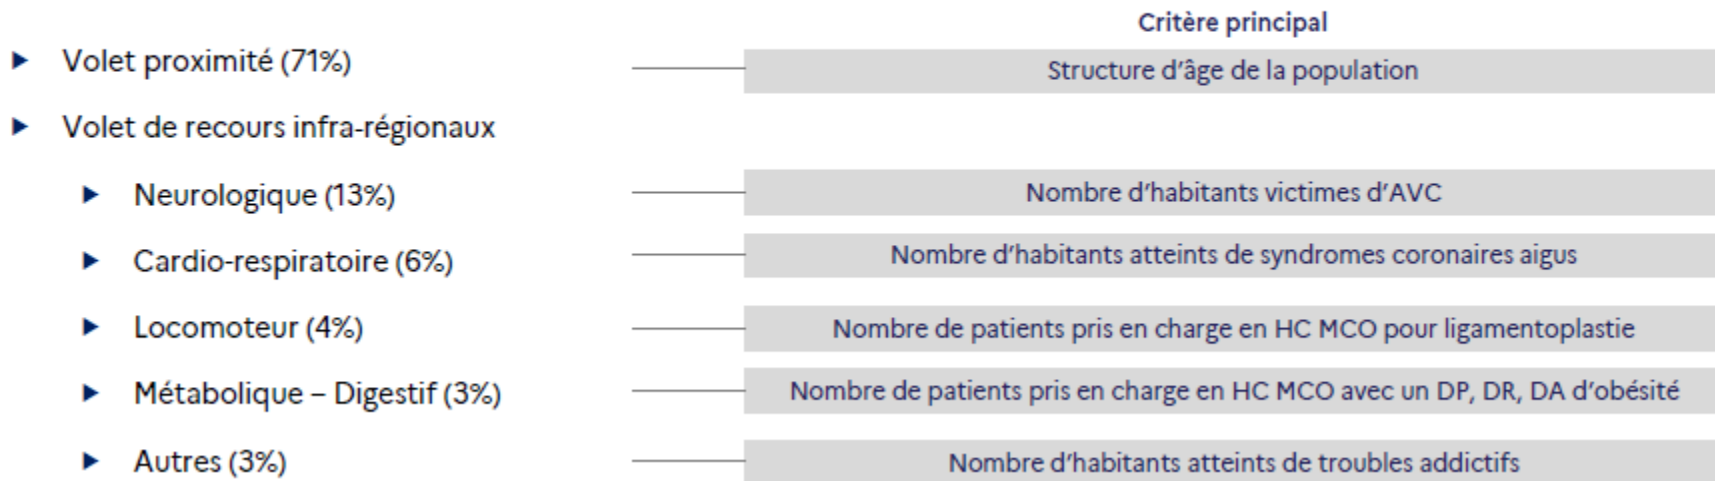 Critère principal
Volet proximité (71%)
Structure d'âge de la population
Volet de recours infra-régionaux
Neurologique (13%)
Nombre d'habitants victimes d'AVC
Cardio-respiratoire (6%)
Nombre d'habitants atteints de syndromes coronaires aigus
Locomoteur (4%)
Nombre de patients pris en charge en HC MCO pour ligamentoplastie
Métabolique – Digestif (3%)
Nombre de patients pris en charge en HC MCO avec un DP, DR, DA d'obésité
Autres (3%)
Nombre d'habitants atteints de troubles addictifs